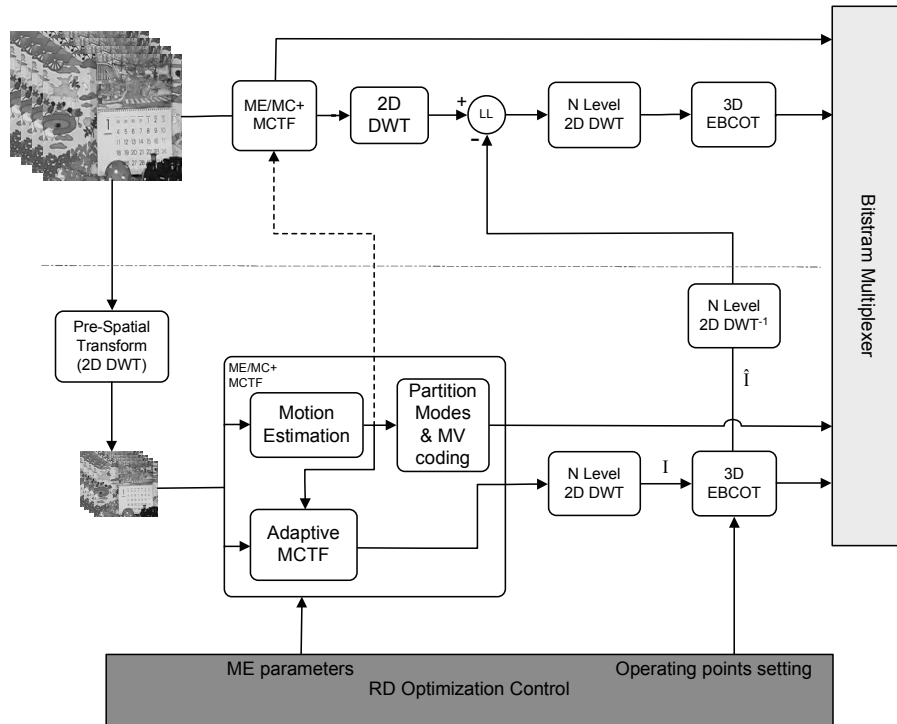 ME/MC+
MCTF
-
2D
DWT
+
LL
-
N Level
2D DWT
3D
EBCOT
Bitstram Multiplexer
Pre-Spatial
Transform
(2D DWT)
N Level
2D DWT-1
Î
ME/MC+
MCTF
Motion
Estimation
Partition
Modes
& MV
coding
Adaptive
MCTF
N Level
2D DWT
I
3D
EBCOT
ME parameters
Operating points setting
RD Optimization Control